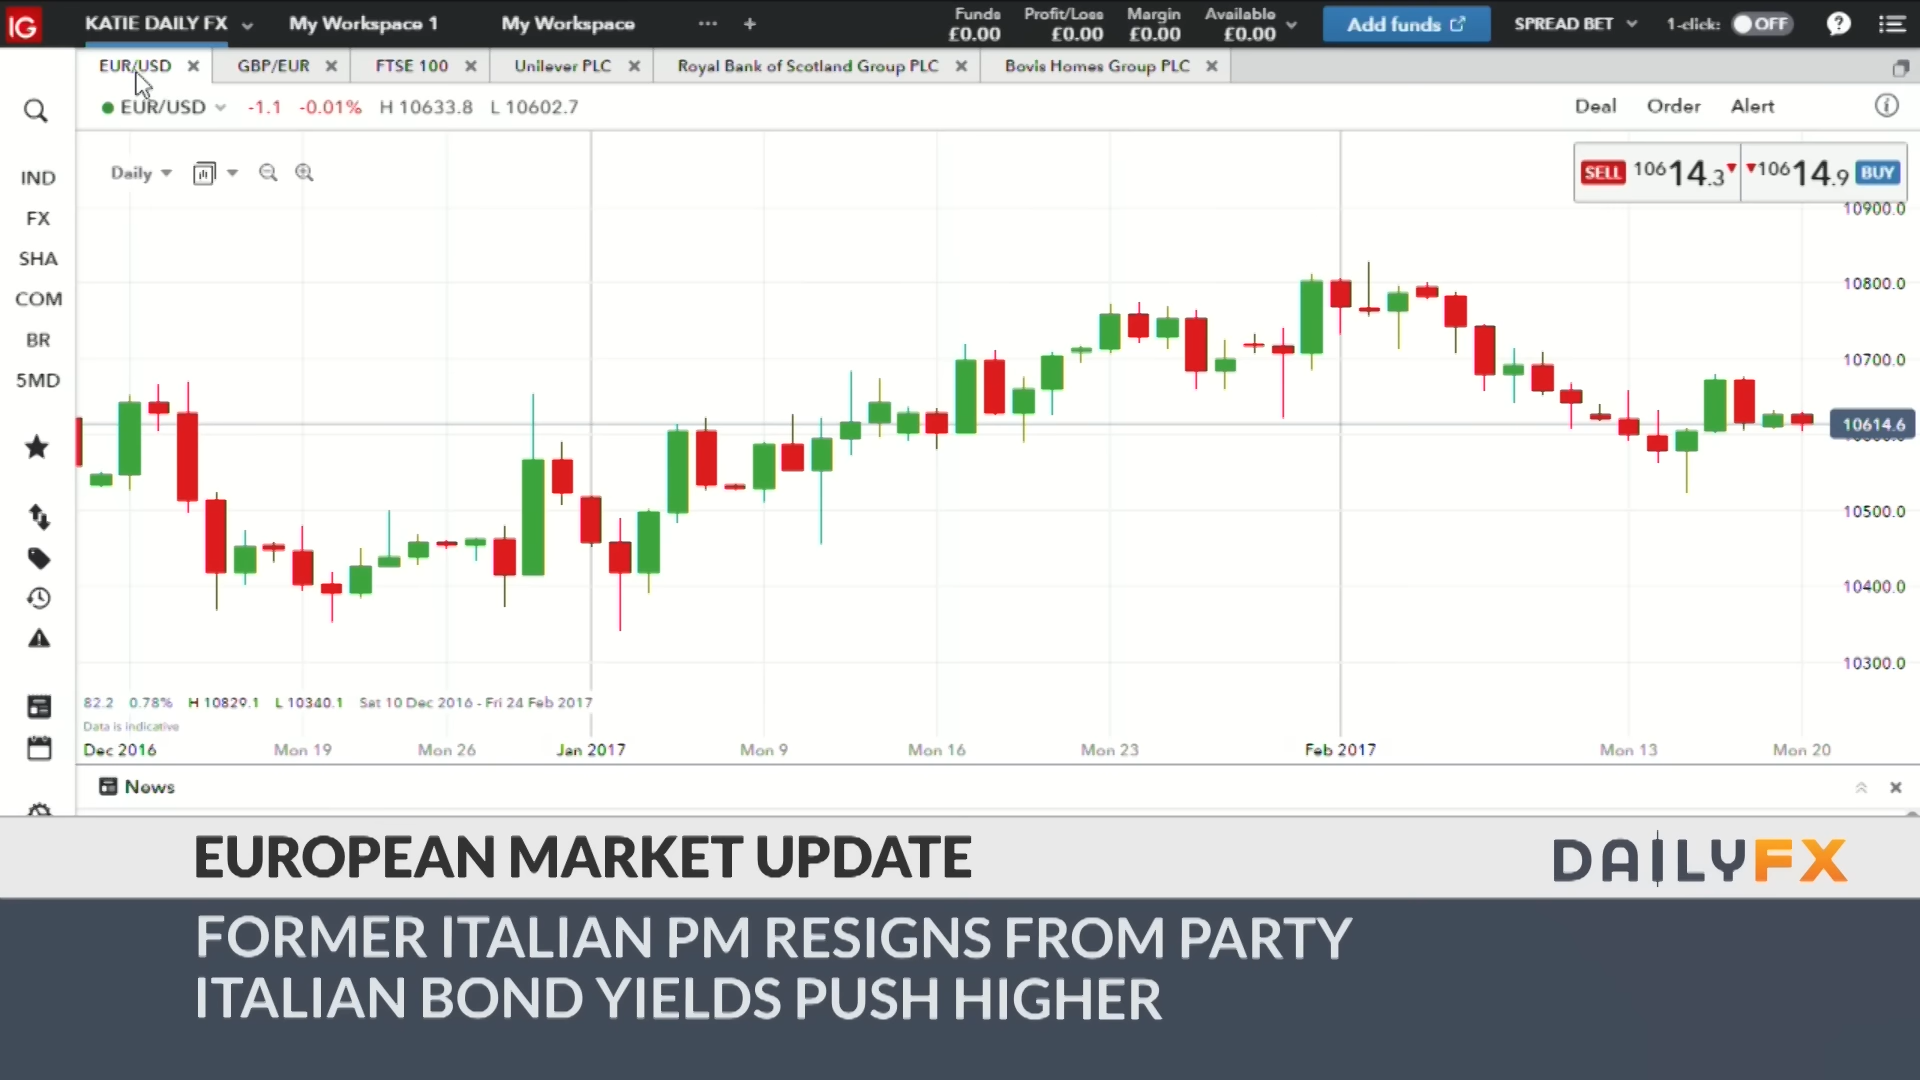 IG KATIE DAILY FX My Workspace 1 My Workspace ... + Funds £0.00 Profit/Loss £0.00 Margin £0.00 Available £0.00 Add funds SPREAD BET 1-click: OFF ?
EUR/USD × GBP/EUR × FTSE 100 × Unilever PLC × Royal Bank of Scotland Group PLC × Bovis Homes Group PLC ×
EUR/USD -1.1 -0.01% H 10633.8 L 10602.7 Deal Order Alert
Daily
SELL 10614.3 10614.9 BUY
IND
FX
SHA
COM
BR
5MD
10900.0
10800.0
10700.0
10614.6
10500.0
10400.0
10300.0
82.2 0.78% H 10829.1 L 10340.1 Sat 10 Dec 2016 - Fri 24 Feb 2017
Data is indicative
Dec 2016 Mon 19 Mon 26 Jan 2017 Mon 9 Mon 16 Mon 23 Feb 2017 Mon 13 Mon 20
News
EUROPEAN MARKET UPDATE
DAILYFX
FORMER ITALIAN PM RESIGNS FROM PARTY
ITALIAN BOND YIELDS PUSH HIGHER